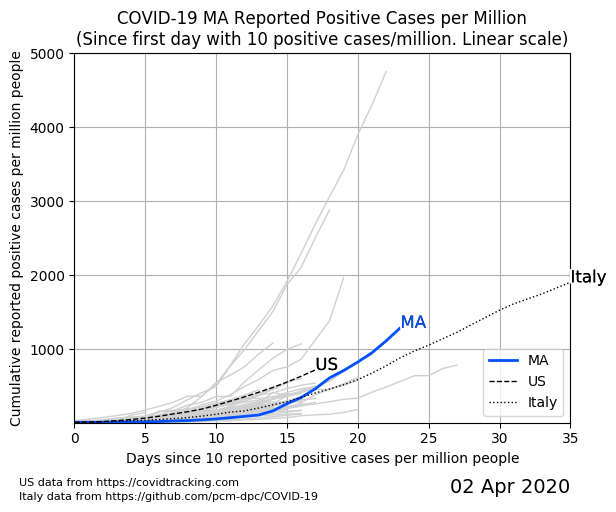 COVID-19 MA Reported Positive Cases per Million
(Since first day with 10 positive cases/million. Linear scale)
Cumulative reported positive cases per million people
5000
4000
3000
2000
1000
Italy
MA
US
MA
US
Italy
0 5 10 15 20 25 30 35
Days since 10 reported positive cases per million people
US data from https://covidtracking.com
Italy data from https://github.com/pcm-dpc/COVID-19
02 Apr 2020